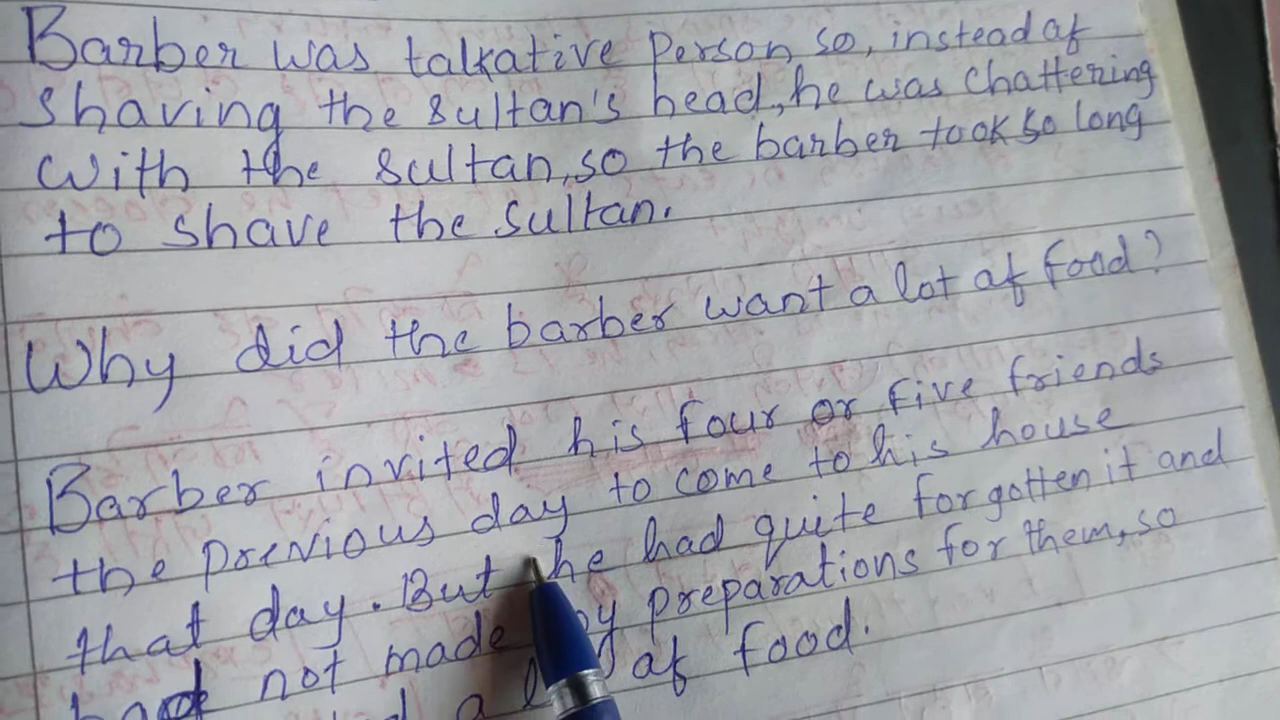 Barber was talkative person, so, instead of
shaving the sultan's head, he was chattering
with the sultan, so the barber took so long
to shave the sultan.
Why did the barber want a lot of food?
Barber invited his four or five friends
the previous day to come to his house
that day. But he had quite forgotten it and
had not made preparations for them, so
a of food.